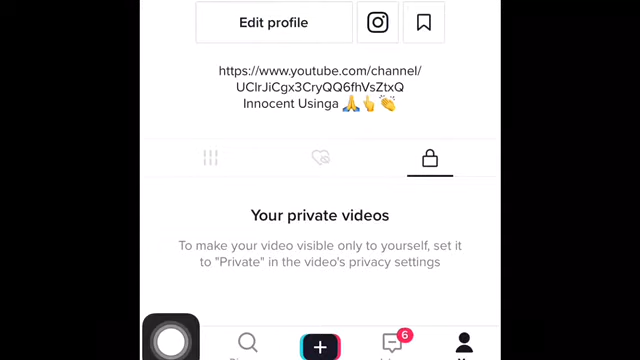 Edit profile
https://www.youtube.com/channel/
UClrJiCgx3CryQQ6fhVsZtxQ
Innocent Usinga 🙏👆👏
Your private videos
To make your video visible only to yourself, set it
to "Private" in the video's privacy settings
6